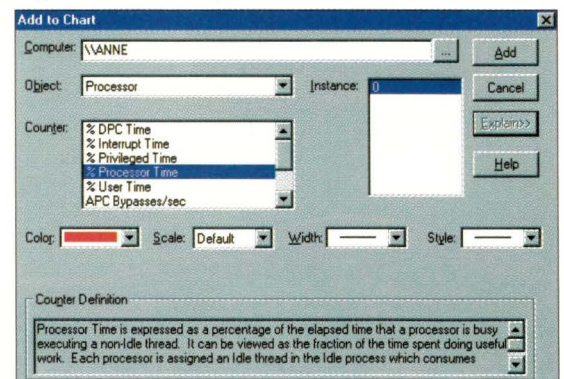 Add to Chart
Computer: \\ANNE
...
Add
Object: Processor
Instance: 0
Cancel
Counter:
% DPC Time
% Interrupt Time
% Privileged Time
% Processor Time
% User Time
APC Bypasses/sec
Explain>>
Help
Color:
Scale: Default
Width:
Style:
Counter Definition
Processor Time is expressed as a percentage of the elapsed time that a processor is busy
executing a non-Idle thread. It can be viewed as the fraction of the time spent doing useful
work. Each processor is assigned an Idle thread in the Idle process which consumes